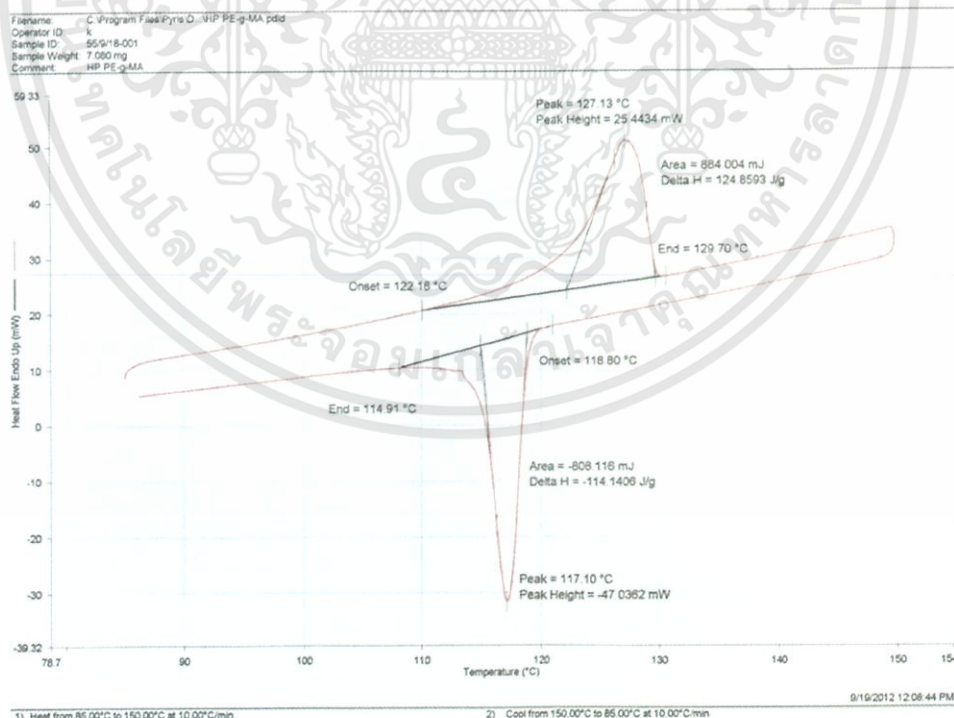 Filename: C:\Program Files\Pyris\D...\HP PE-g-MA.pdid
Operator ID: k
Sample ID: 55/9/18-001
Sample Weight: 7.080 mg
Comment: HP PE-g-MA
59.33
50
40
30
20
10
0
-10
-20
-30
-39.32
Heat Flow Endo Up (mW)
Peak = 127.13 °C
Peak Height = 25.4434 mW
Area = 884.004 mJ
Delta H = 124.8593 J/g
End = 129.70 °C
Onset = 122.18 °C
Onset = 118.80 °C
End = 114.91 °C
Area = -808.116 mJ
Delta H = -114.1406 J/g
Peak = 117.10 °C
Peak Height = -47.0362 mW
78.7 90 100 110 120 130 140 150
Temperature (°C)
9/19/2012 12:08:44 PM
1) Heat from 85.00°C to 150.00°C at 10.00°C/min
2) Cool from 150.00°C to 85.00°C at 10.00°C/min